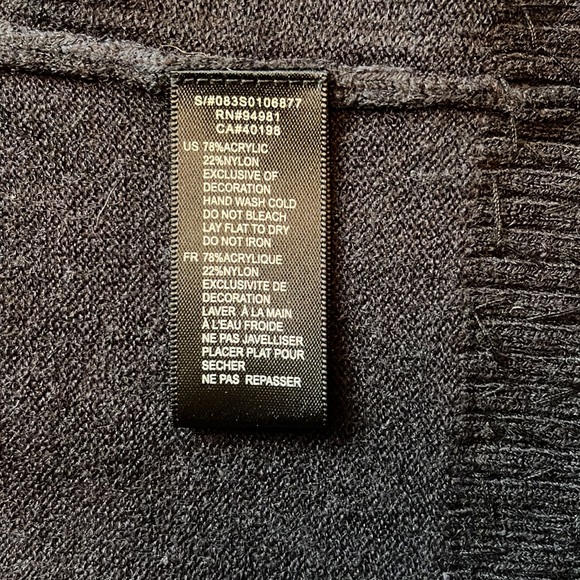 S/#083S0106877
RN#94981
CA#40198
US 78%ACRYLIC
22%NYLON
EXCLUSIVE OF
DECORATION
HAND WASH COLD
DO NOT BLEACH
LAY FLAT TO DRY
DO NOT IRON
FR 78%ACRYLIQUE
22%NYLON
EXCLUSIVITE DE
DECORATION
LAVER À LA MAIN
À L'EAU FROIDE
NE PAS JAVELLISER
PLACER PLAT POUR
SECHER
NE PAS REPASSER